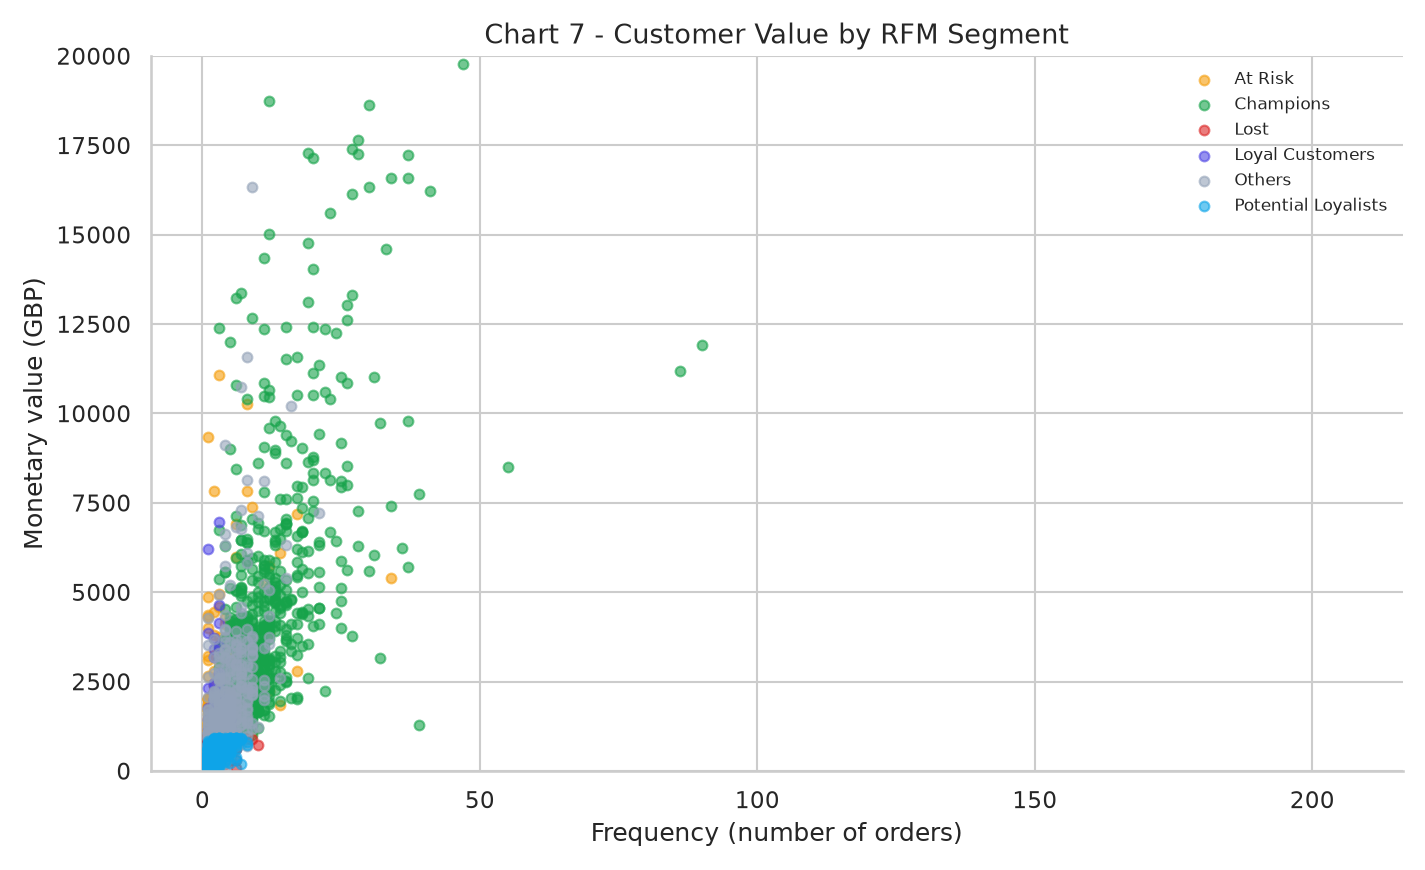 Chart 7 - Customer Value by RFM Segment
20000
17500
15000
12500
10000
7500
5000
2500
0
Monetary value (GBP)
At Risk
Champions
Lost
Loyal Customers
Others
Potential Loyalists
0 50 100 150 200
Frequency (number of orders)